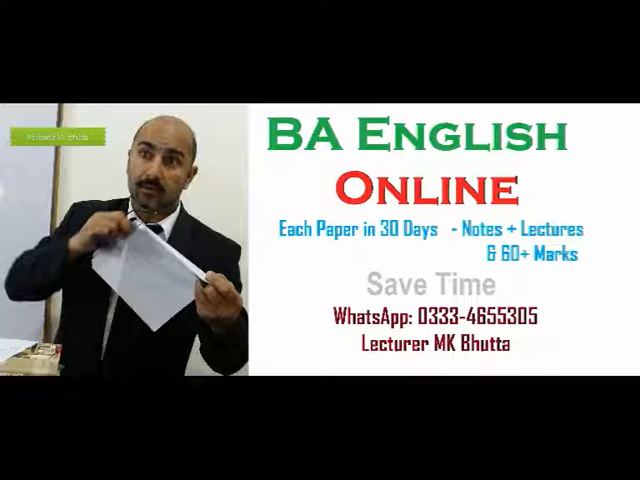 BA ENGLISH
ONLINE
Each Paper in 30 Days - Notes + Lectures
& 60+ Marks
Save Time
WhatsApp: 0333-4655305
Lecturer MK Bhutta